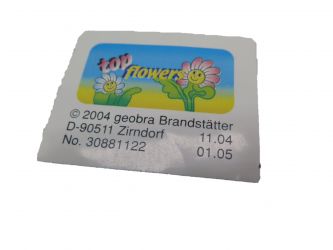 top
flowers
© 2004 geobra Brandstätter
D-90511 Zirndorf 11.04
No. 30881122 01.05